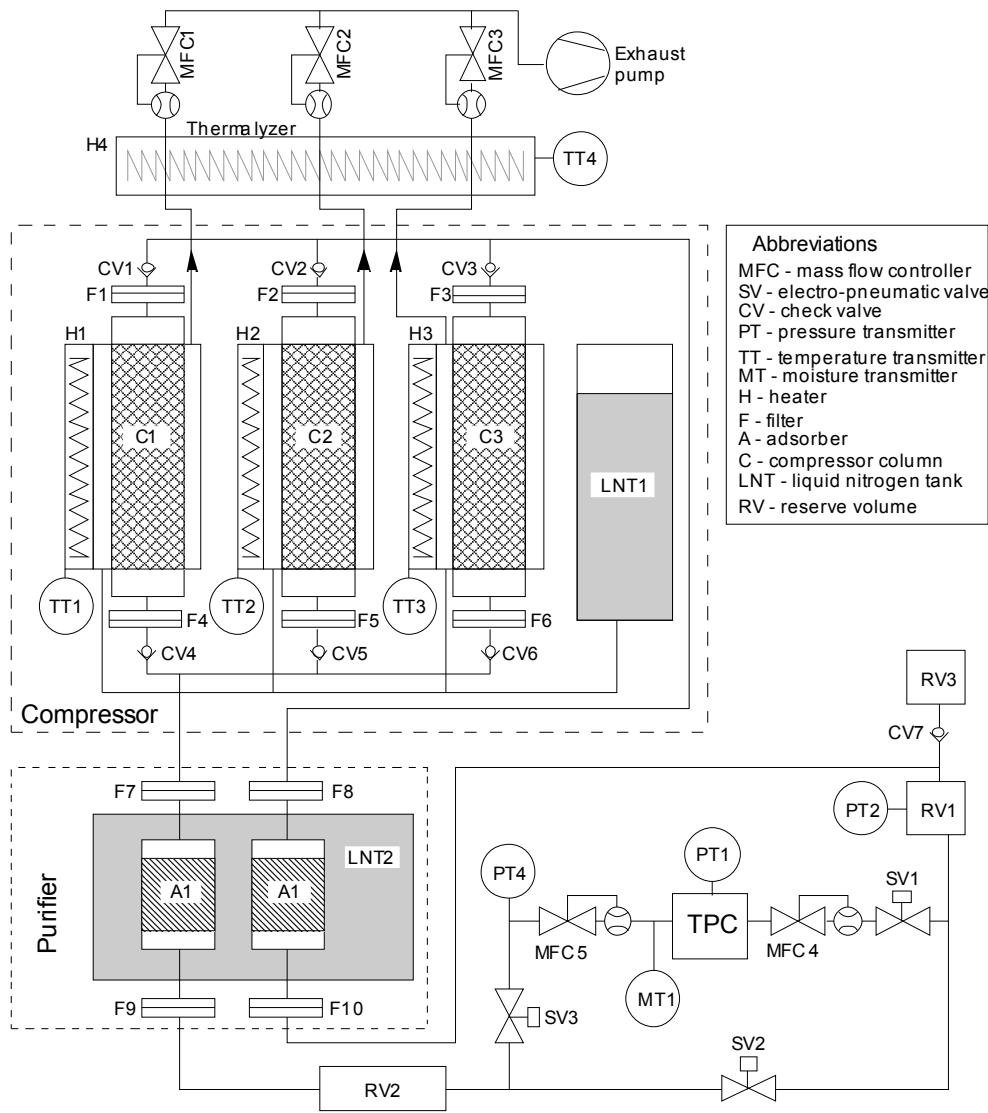 MFC1
MFC2
MFC3
Exhaust
pump
Thermalyzer
H4
TT4
CV1
CV2
CV3
F1
F2
F3
H1
H2
H3
C1
C2
C3
LNT1
TT1
TT2
TT3
F4
F5
F6
CV4
CV5
CV6
Compressor
Abbreviations
MFC - mass flow controller
SV - electro-pneumatic valve
CV - check valve
PT - pressure transmitter
TT - temperature transmitter
MT - moisture transmitter
H - heater
F - filter
A - adsorber
C - compressor column
LNT - liquid nitrogen tank
RV - reserve volume
RV3
CV7
F7
F8
PT2
RV1
LNT2
A1
A1
Purifier
PT4
PT1
SV1
TPC
MFC5
MFC4
MT1
F9
F10
SV3
SV2
RV2